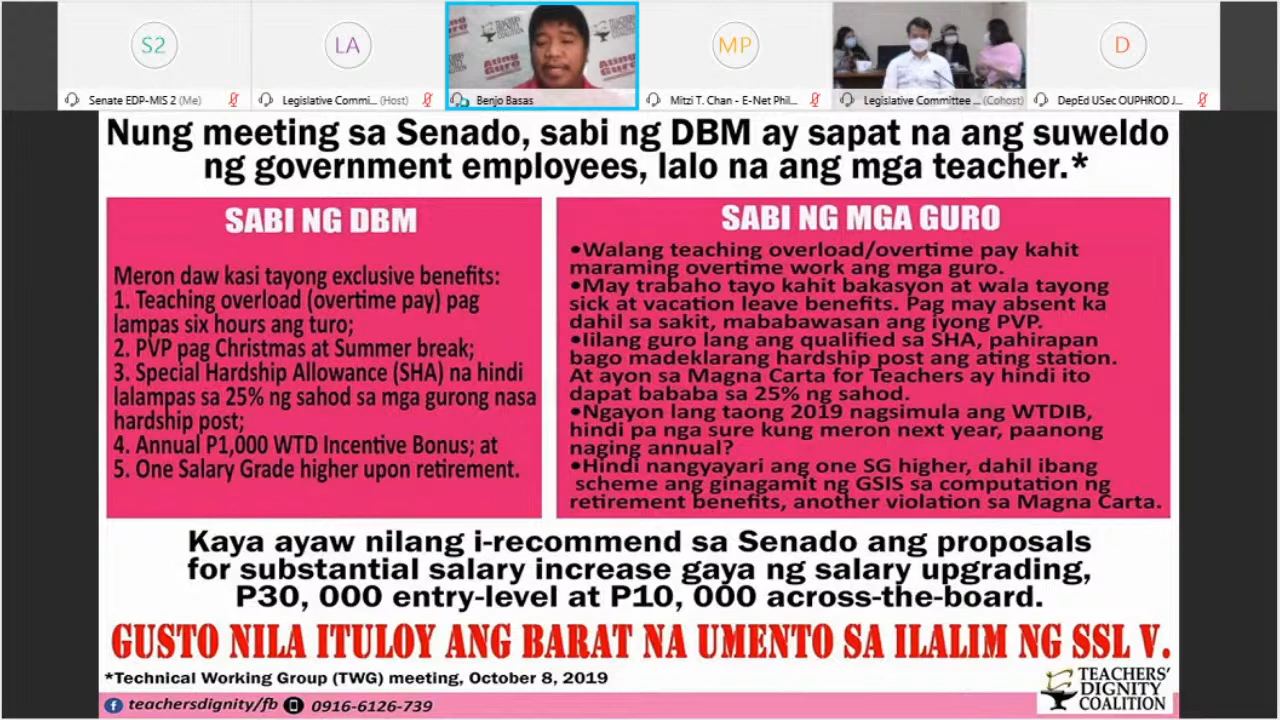 S2
LA
MP
D
Senate EDP-MIS 2 (Me)
Legislative Commi... (Host)
Benjo Basas
Mitzi T. Chan - E-Net Phil...
Legislative Committee ... (Cohost)
DepEd USec OUPHROD J...
TEACHERS' DIGNITY COALITION
Ating Guro
Nung meeting sa Senado, sabi ng DBM ay sapat na ang suweldo
ng government employees, lalo na ang mga teacher.*
SABI NG DBM
Meron daw kasi tayong exclusive benefits:
1. Teaching overload (overtime pay) pag
lampas six hours ang turo;
2. PVP pag Christmas at Summer break;
3. Special Hardship Allowance (SHA) na hindi
lalampas sa 25% ng sahod sa mga gurong nasa
hardship post;
4. Annual P1,000 WTD Incentive Bonus; at
5. One Salary Grade higher upon retirement.
SABI NG MGA GURO
•Walang teaching overload/overtime pay kahit
maraming overtime work ang mga guro.
•May trabaho tayo kahit bakasyon at wala tayong
sick at vacation leave benefits. Pag may absent ka
dahil sa sakit, mababawasan ang iyong PVP.
•Iilang guro lang ang qualified sa SHA, pahirapan
bago madeklarang hardship post ang ating station.
At ayon sa Magna Carta for Teachers ay hindi ito
dapat bababa sa 25% ng sahod.
•Ngayon lang taong 2019 nagsimula ang WTDIB,
hindi pa nga sure kung meron next year, paanong
naging annual?
•Hindi nangyayari ang one SG higher, dahil ibang
scheme ang ginagamit ng GSIS sa computation ng
retirement benefits, another violation sa Magna Carta.
Kaya ayaw nilang i-recommend sa Senado ang proposals
for substantial salary increase gaya ng salary upgrading,
P30, 000 entry-level at P10, 000 across-the-board.
GUSTO NILA ITULOY ANG BARAT NA UMENTO SA ILALIM NG SSL V.
*Technical Working Group (TWG) meeting, October 8, 2019
teachersdignity/fb 0916-6126-739
TEACHERS'
DIGNITY
COALITION